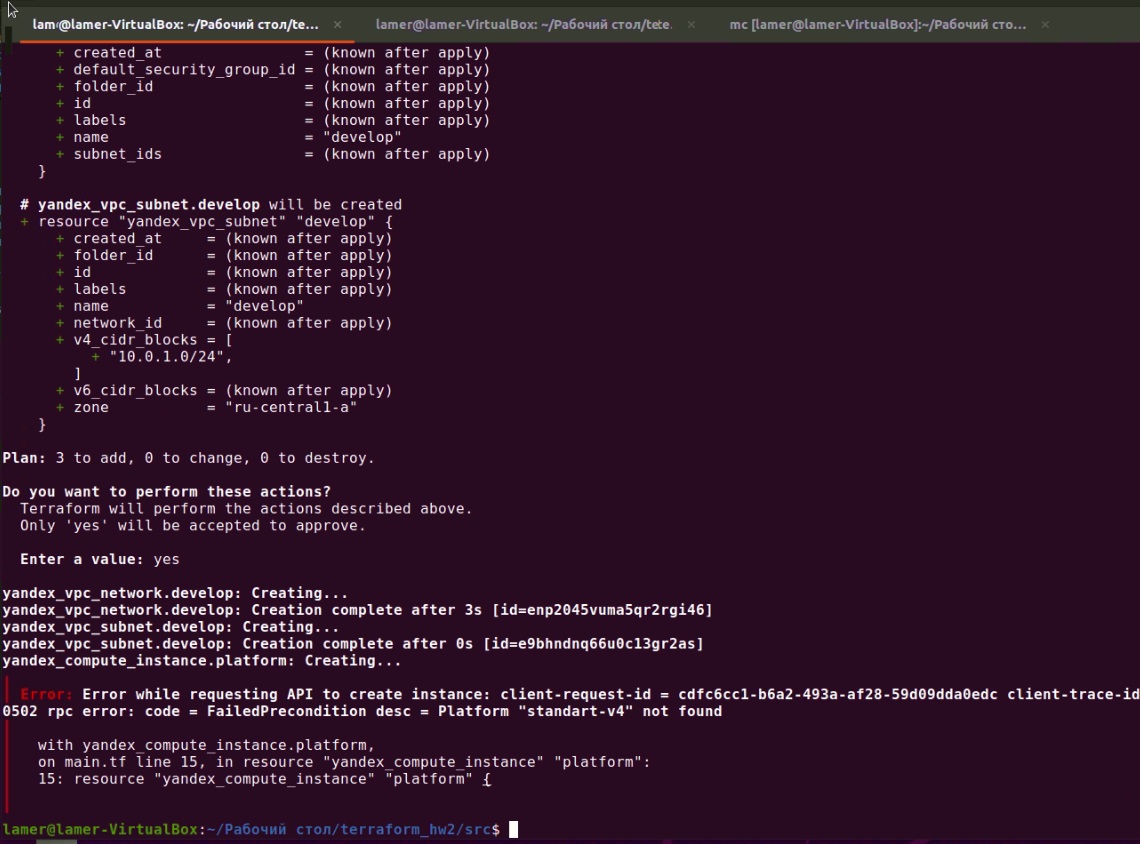 lam@lamer-VirtualBox: ~/Рабочий стол/te... ×
lamer@lamer-VirtualBox: ~/Рабочий стол/te ×
mc [lamer@lamer-VirtualBox]:~/Рабочий сто... ×
+ created_at = (known after apply)
+ default_security_group_id = (known after apply)
+ folder_id = (known after apply)
+ id = (known after apply)
+ labels = (known after apply)
+ name = "develop"
+ subnet_ids = (known after apply)
}
# yandex_vpc_subnet.develop will be created
+ resource "yandex_vpc_subnet" "develop" {
+ created_at = (known after apply)
+ folder_id = (known after apply)
+ id = (known after apply)
+ labels = (known after apply)
+ name = "develop"
+ network_id = (known after apply)
+ v4_cidr_blocks = [
+ "10.0.1.0/24",
]
+ v6_cidr_blocks = (known after apply)
+ zone = "ru-central1-a"
}
Plan: 3 to add, 0 to change, 0 to destroy.
Do you want to perform these actions?
Terraform will perform the actions described above.
Only 'yes' will be accepted to approve.
Enter a value: yes
yandex_vpc_network.develop: Creating...
yandex_vpc_network.develop: Creation complete after 3s [id=enp2045vuma5qr2rgi46]
yandex_vpc_subnet.develop: Creating...
yandex_vpc_subnet.develop: Creation complete after 0s [id=e9bhndnq66u0c13gr2as]
yandex_compute_instance.platform: Creating...
Error: Error while requesting API to create instance: client-request-id = cdfc6cc1-b6a2-493a-af28-59d09dda0edc client-trace-id
0502 rpc error: code = FailedPrecondition desc = Platform "standart-v4" not found
with yandex_compute_instance.platform,
on main.tf line 15, in resource "yandex_compute_instance" "platform":
15: resource "yandex_compute_instance" "platform" {
lamer@lamer-VirtualBox:~/Рабочий стол/terraform_hw2/src$